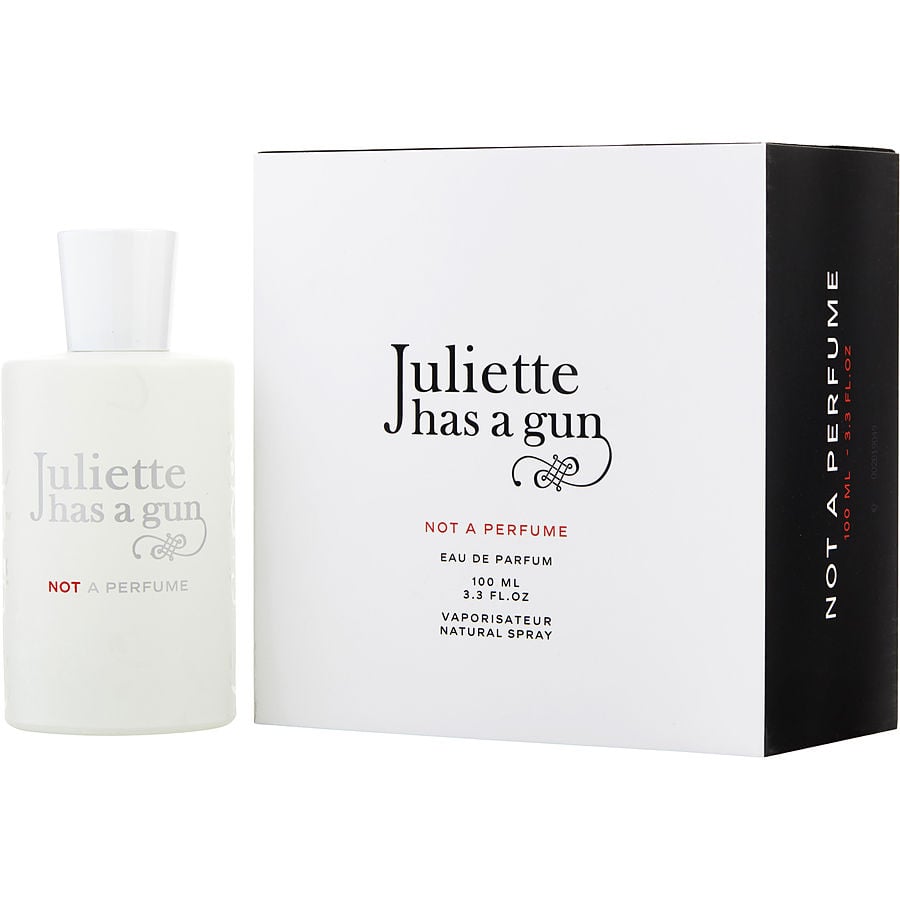 Juliette
has a gun
NOT A PERFUME
Juliette
has a gun
NOT A PERFUME
EAU DE PARFUM
100 ML
3.3 FL.OZ
VAPORISATEUR
NATURAL SPRAY
NOT A PERFUME
100 ML - 3.3 FL.OZ